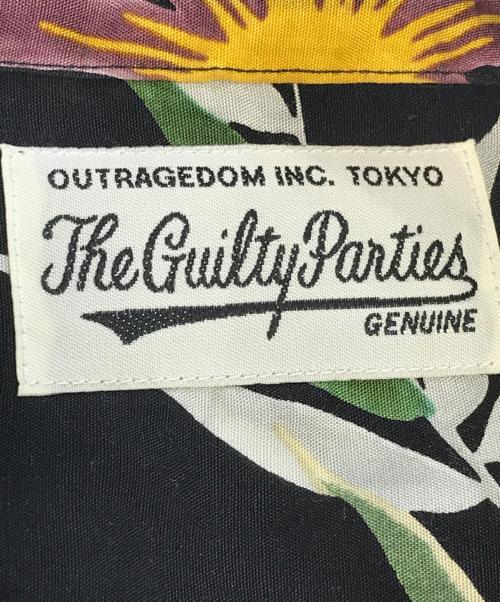 OUTRAGEDOM INC. TOKYO
The Guilty Parties
GENUINE